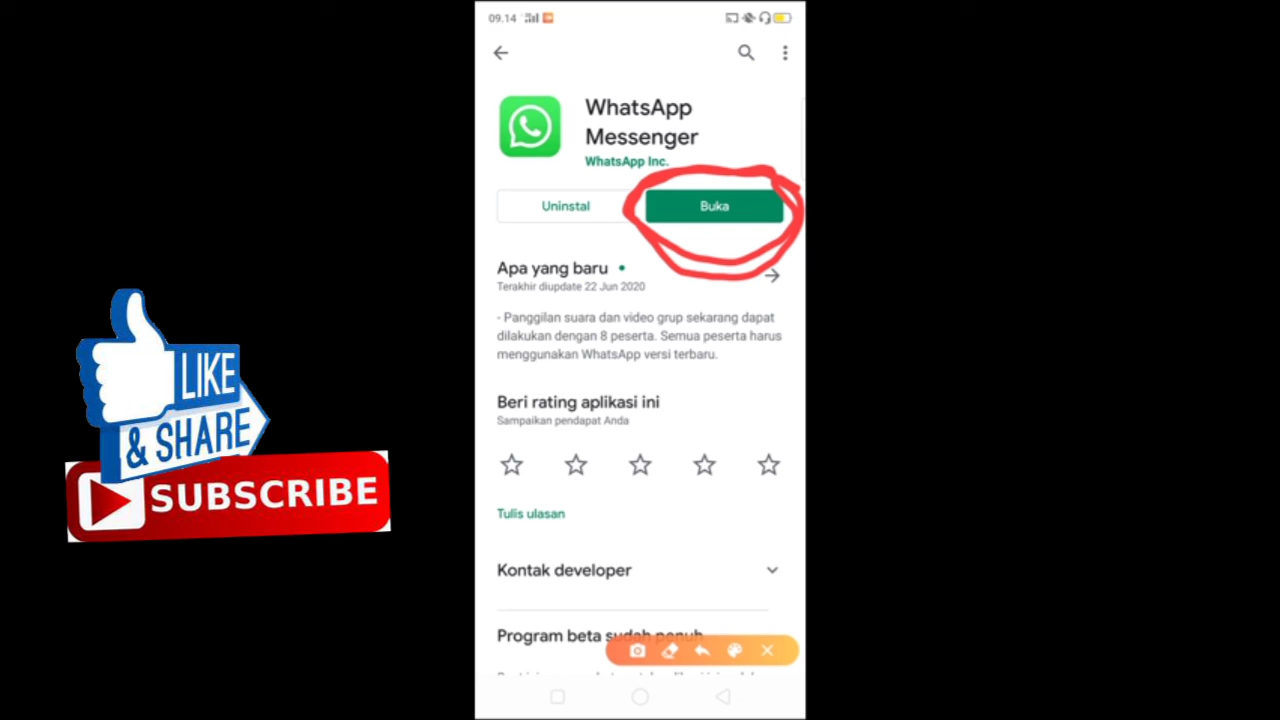 09.14
WhatsApp
Messenger
WhatsApp Inc.
Uninstal
Buka
Apa yang baru
Terakhir diupdate 22 Jun 2020
- Panggilan suara dan video grup sekarang dapat
dilakukan dengan 8 peserta. Semua peserta harus
menggunakan WhatsApp versi terbaru.
Beri rating aplikasi ini
Sampaikan pendapat Anda
Tulis ulasan
Kontak developer
Program beta sudah penuh
LIKE
& SHARE
SUBSCRIBE